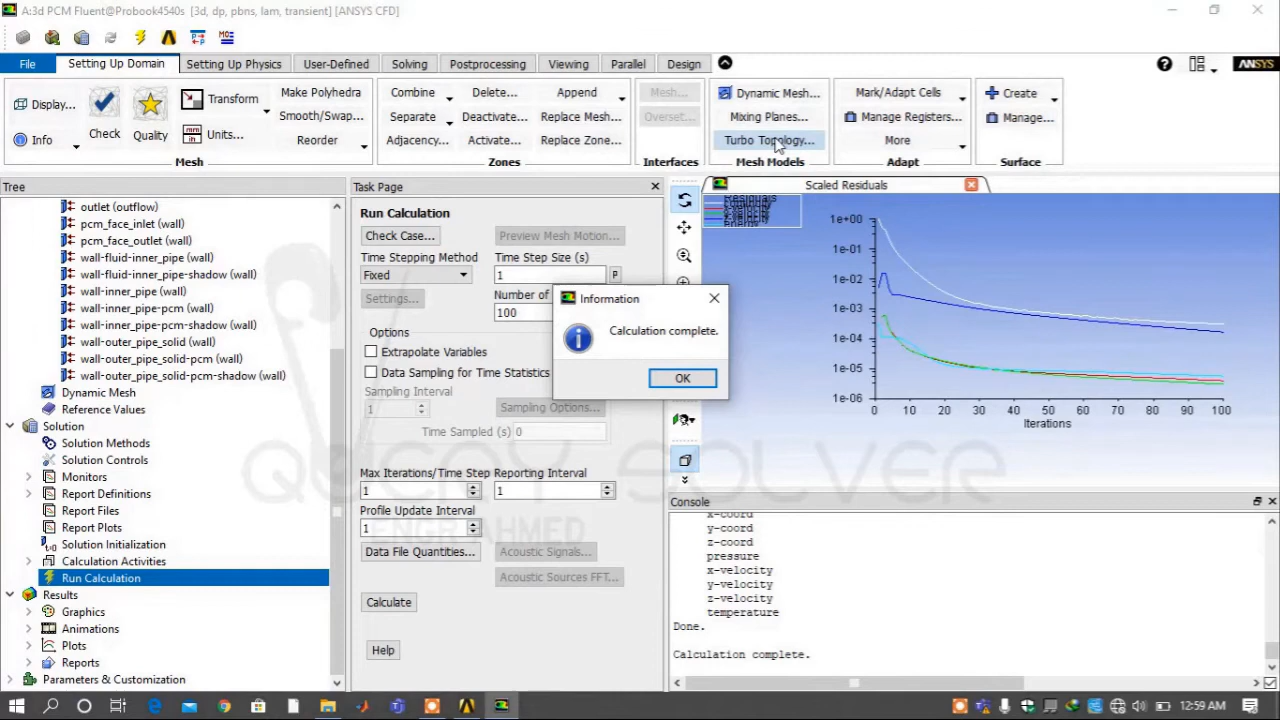 A:3d PCM Fluent@Probook4540s [3d, dp, pbns, lam, transient] [ANSYS CFD]
File
Setting Up Domain
Setting Up Physics
User-Defined
Solving
Postprocessing
Viewing
Parallel
Design
ANSYS
Display...
Info
Check
Quality
Transform
Units...
Make Polyhedra
Smooth/Swap...
Reorder
Mesh
Combine
Separate
Adjacency...
Delete...
Deactivate...
Activate...
Append
Replace Mesh...
Replace Zone...
Zones
Mesh...
Overset...
Interfaces
Dynamic Mesh...
Mixing Planes...
Turbo Topology...
Mesh Models
Mark/Adapt Cells
Manage Registers...
More
Adapt
Create
Manage...
Surface
Tree
outlet (outflow)
pcm_face_inlet (wall)
pcm_face_outlet (wall)
wall-fluid-inner_pipe (wall)
wall-fluid-inner_pipe-shadow (wall)
wall-inner_pipe (wall)
wall-inner_pipe-pcm (wall)
wall-inner_pipe-pcm-shadow (wall)
wall-outer_pipe_solid (wall)
wall-outer_pipe_solid-pcm (wall)
wall-outer_pipe_solid-pcm-shadow (wall)
Dynamic Mesh
Reference Values
Solution
Solution Methods
Solution Controls
Monitors
Report Definitions
Report Files
Report Plots
Solution Initialization
Calculation Activities
Run Calculation
Results
Graphics
Animations
Plots
Reports
Parameters & Customization
Task Page
Run Calculation
Check Case...
Preview Mesh Motion...
Time Stepping Method
Time Step Size (s)
Fixed
1
P
Settings...
Number of
100
Options
Extrapolate Variables
Data Sampling for Time Statistics
Sampling Interval
1
Sampling Options...
Time Sampled (s) 0
Max Iterations/Time Step
Reporting Interval
1
1
Profile Update Interval
1
Data File Quantities...
Acoustic Signals...
Acoustic Sources FFT...
Calculate
Help
Information
Calculation complete.
OK
Scaled Residuals
Residuals
x-velocity
z-velocity
energy
1e+00
1e-01
1e-02
1e-03
1e-04
1e-05
1e-06
0 10 20 30 40 50 60 70 80 90 100
Iterations
Console
x-coord
y-coord
z-coord
pressure
x-velocity
y-velocity
z-velocity
temperature
Done.
Calculation complete.
ENGR AHMED
12:59 AM